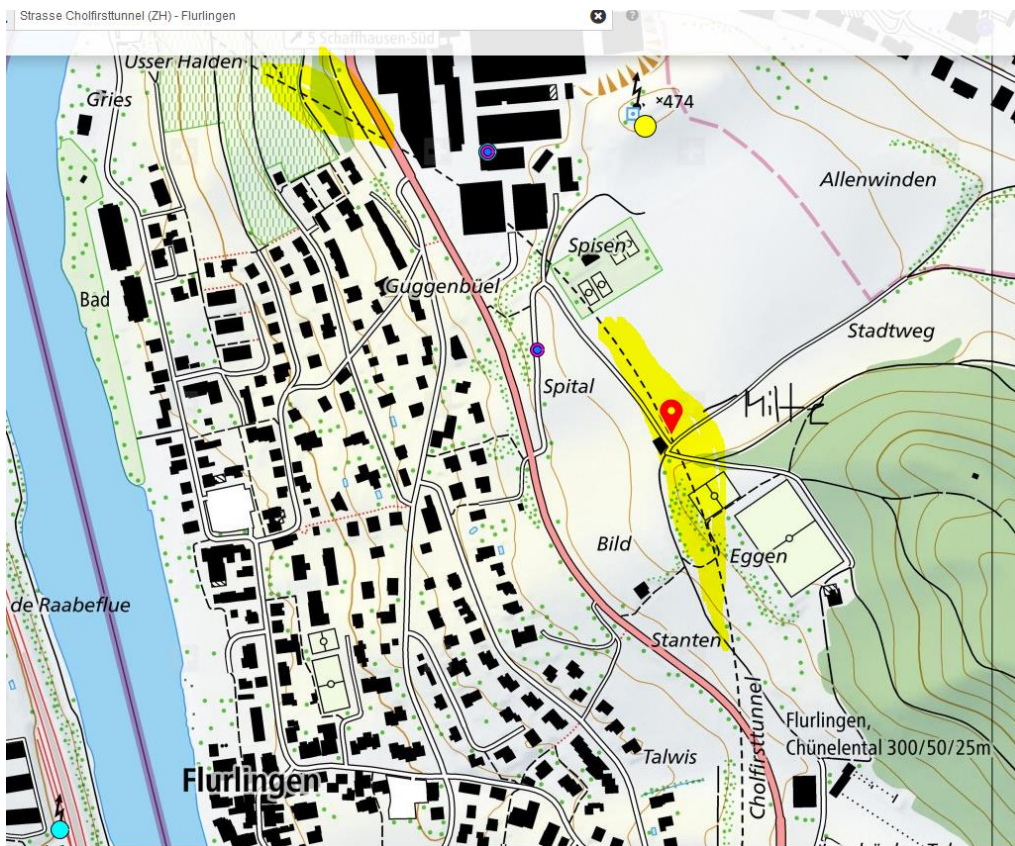 Strasse Cholfirsttunnel (ZH) - Flurlingen
5 Schaffhausen-Süd
Usser Halden
Gries
×474
Allenwinden
Spisen
Guggenbüel
Bad
Stadtweg
Spital
Mitte
Bild
Eggen
de Raabeflue
Stanten
Cholfirsttunnel
Flurlingen,
Chünelental 300/50/25m
Talwis
Flurlingen